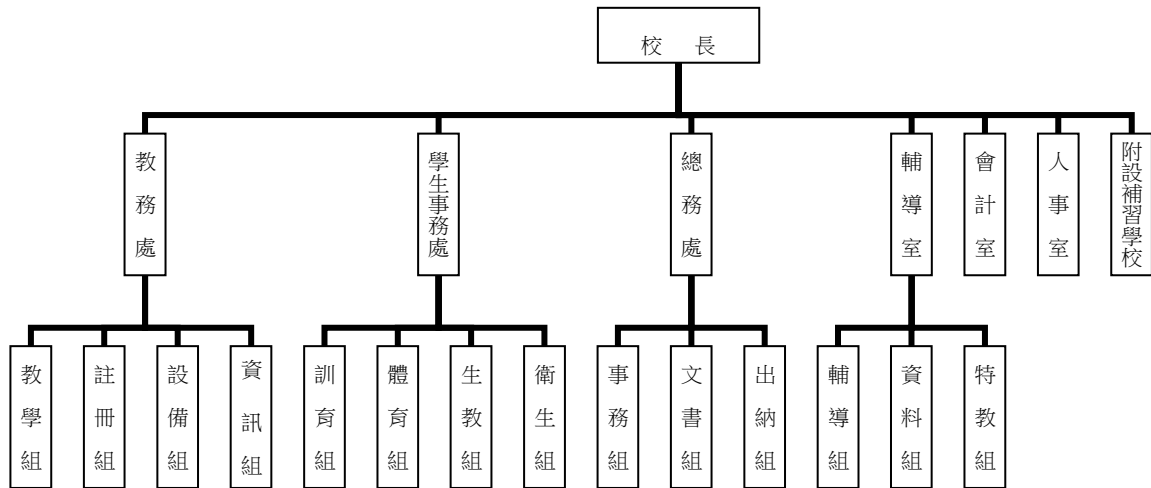 校 長
教務處
學生事務處
總務處
輔導室
會計室
人事室
附設補習學校
教學組
註冊組
設備組
資訊組
訓育組
體育組
生教組
衛生組
事務組
文書組
出納組
輔導組
資料組
特教組